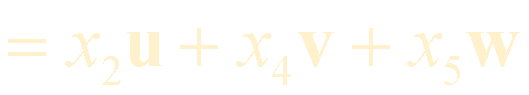 = x₂u + x₄v + x₅w